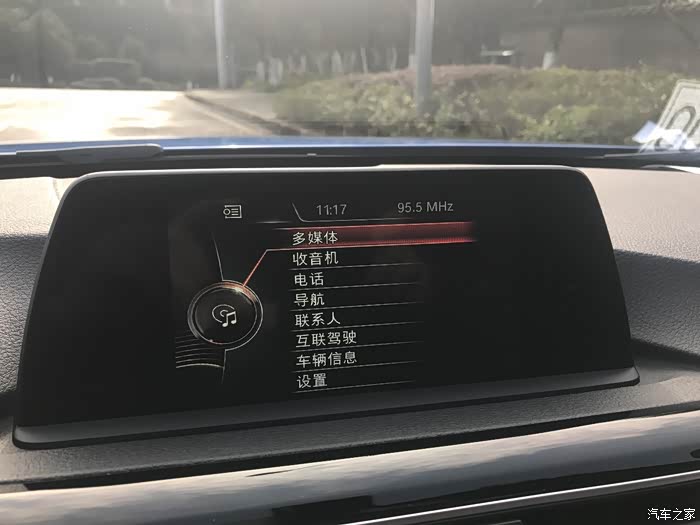 11:17 95.5 MHz
多媒体
收音机
电话
导航
联系人
互联驾驶
车辆信息
设置
汽车之家